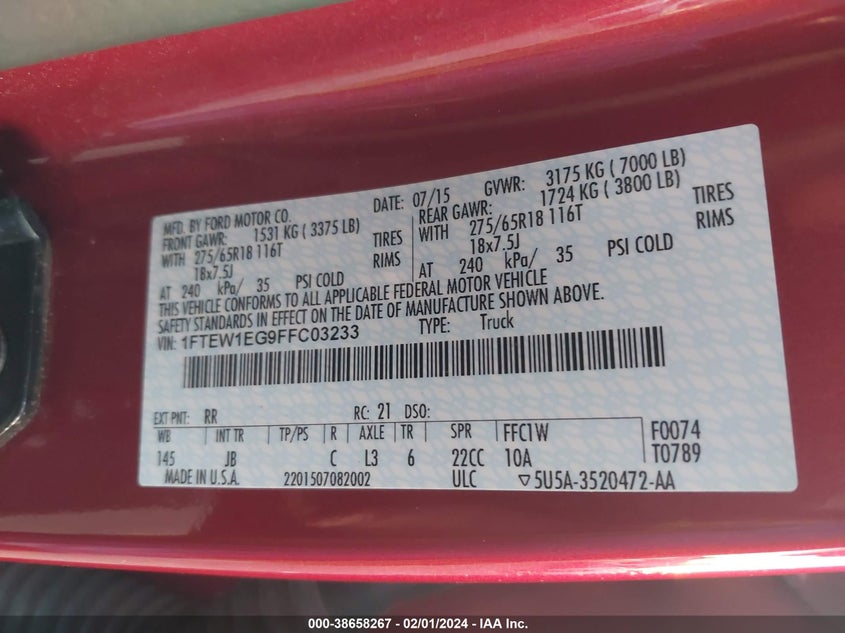 MFD. BY FORD MOTOR CO. DATE: 07/15 GVWR: 3175 KG ( 7000 LB)
FRONT GAWR: 1531 KG ( 3375 LB) REAR GAWR: 1724 KG ( 3800 LB)
WITH 275/65R18 116T TIRES WITH 275/65R18 116T TIRES
18x7.5J RIMS 18x7.5J RIMS
AT 240 kPa/ 35 PSI COLD AT 240 kPa/ 35 PSI COLD
THIS VEHICLE CONFORMS TO ALL APPLICABLE FEDERAL MOTOR VEHICLE
SAFETY STANDARDS IN EFFECT ON THE DATE OF MANUFACTURE SHOWN ABOVE.
VIN: 1FTEW1EG9FFC03233 TYPE: Truck
EXT PNT: RR RC: 21 DSO:
WB INT TR TP/PS R AXLE TR SPR FFC1W F0074
145 JB C L3 6 22CC 10A T0789
MADE IN U.S.A. 2201507082002 ULC ▽5U5A-3520472-AA
000-38658267 - 02/01/2024 - IAAI.com